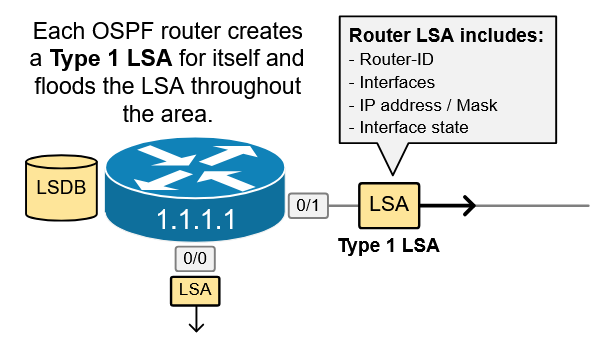 Each OSPF router creates
a Type 1 LSA for itself and
floods the LSA throughout
the area.
Router LSA includes:
- Router-ID
- Interfaces
- IP address / Mask
- Interface state
LSDB
1.1.1.1
0/1
LSA
Type 1 LSA
0/0
LSA